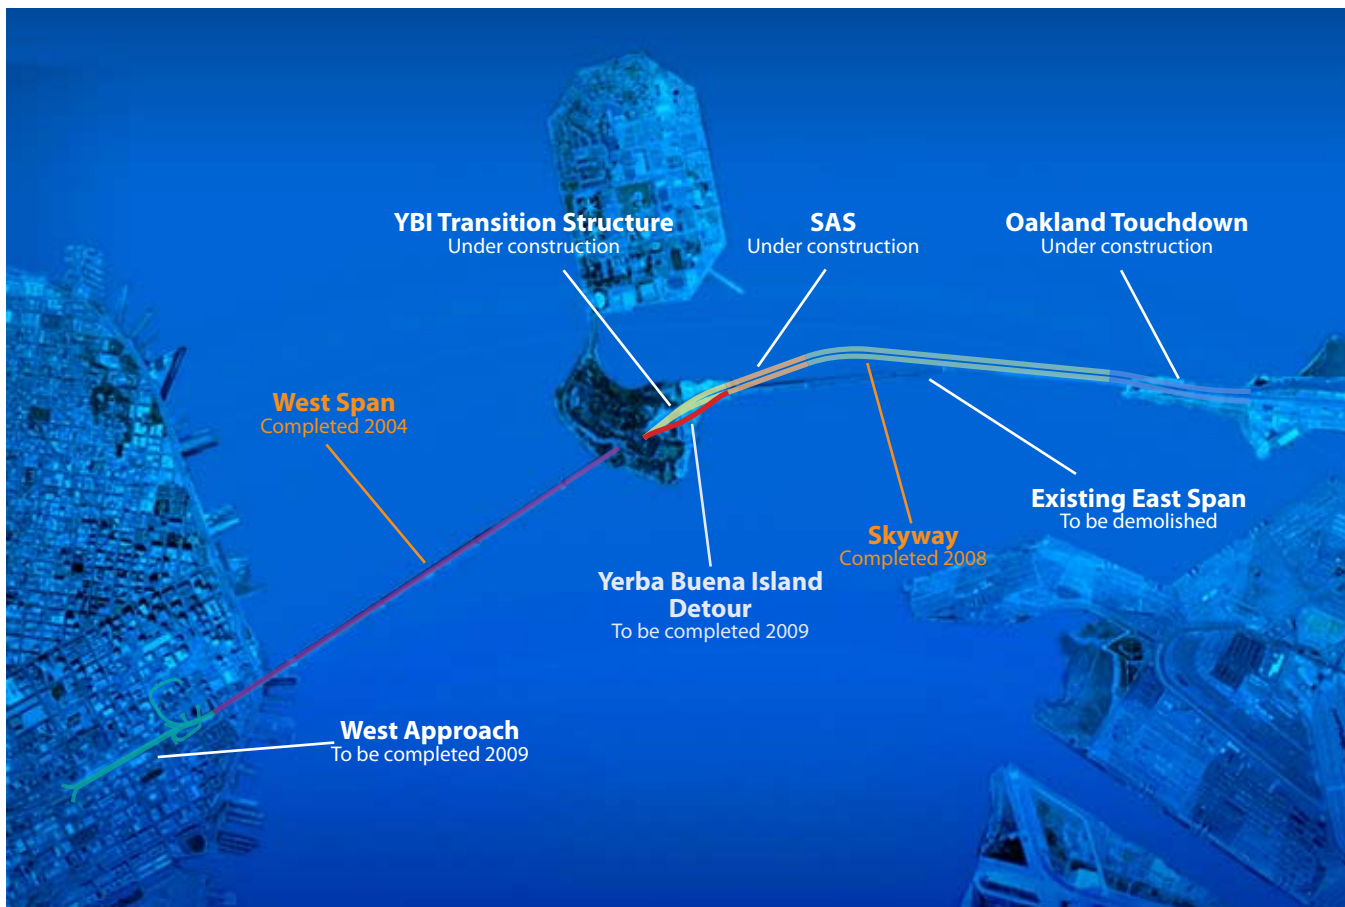 YBI Transition Structure
Under construction
SAS
Under construction
Oakland Touchdown
Under construction
West Span
Completed 2004
Existing East Span
To be demolished
Skyway
Completed 2008
Yerba Buena Island
Detour
To be completed 2009
West Approach
To be completed 2009